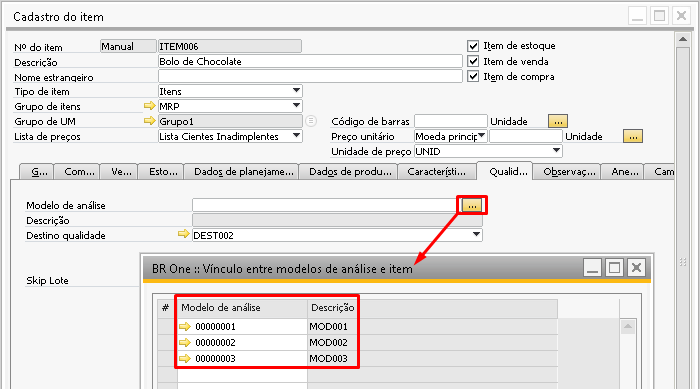 Cadastro do item
Nº do item Manual ITEM006 Item de estoque
Descrição Bolo de Chocolate Item de venda
Nome estranqeiro Item de compra
Tipo de item Itens
Grupo de itens MRP
Grupo de UM Grupo1 Código de barras Unidade ...
Lista de preços Lista Cientes Inadimplentes Preço unitário Moeda princip Unidade ...
Unidade de preço UNID
G... Com... Ve... Esto... Dados de planejame... Dados de produ... Característi... Qualid... Observaç... Ane... Cam
Modelo de análise ...
Descrição
Destino qualidade DEST002
Skip Lote
BR One :: Vínculo entre modelos de análise e item
# Modelo de análise Descrição
00000001 MOD001
00000002 MOD002
00000003 MOD003